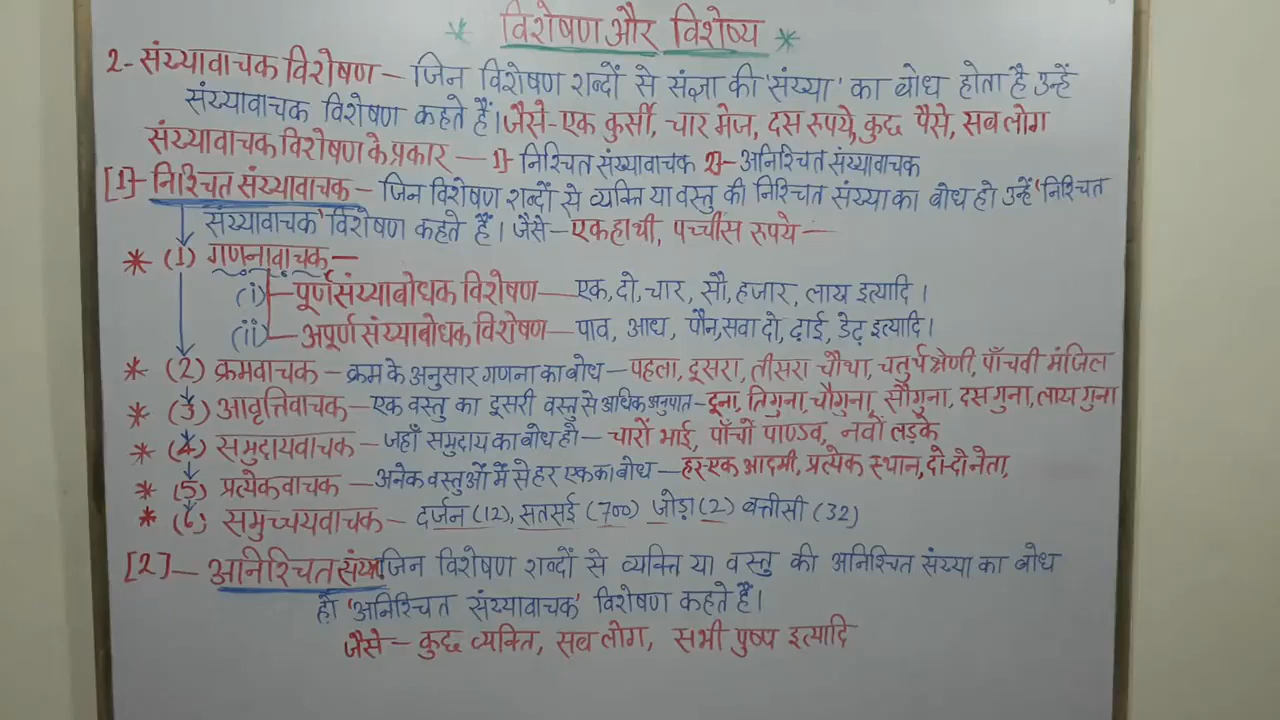 * विशेषण और विशेष्य *
2- संख्यावाचक विशेषण – जिन विशेषण शब्दों से संज्ञा की 'संख्या' का बोध होता है उन्हें
संख्यावाचक विशेषण कहते हैं। जैसे- एक कुर्सी, चार मेज, दस रुपये, कुछ पैसे, सब लोग
संख्यावाचक विशेषण के प्रकार – 1)- निश्चित संख्यावाचक 2)- अनिश्चित संख्यावाचक
[1]- निश्चित संख्यावाचक – जिन विशेषण शब्दों से व्यक्ति या वस्तु की निश्चित संख्या का बोध हो उन्हें 'निश्चित
संख्यावाचक' विशेषण कहते हैं। जैसे – एक हाथी, पच्चीस रुपये –
* (1) गणनावाचक –
(i) – पूर्ण संख्याबोधक विशेषण – एक, दो, चार, सौ, हजार, लाख इत्यादि।
(ii) – अपूर्ण संख्याबोधक विशेषण – पाव, आध, पौन, सवा दो, ढ़ाई, डेढ़ इत्यादि।
* (2) क्रमवाचक – क्रम के अनुसार गणना का बोध – पहला, दूसरा, तीसरा चौथा, चतुर्थ श्रेणी, पाँचवी मंजिल
* (3) आवृत्तिवाचक – एक वस्तु का दूसरी वस्तु से अधिक अनुपात – दूना, तिगुना, चौगुना, सौगुना, दस गुना, लाख गुना
* (4) समुदायवाचक – जहाँ समुदाय का बोध हो – चारों भाई, पाँचों पाण्डव, नवों लड़के
* (5) प्रत्येकवाचक – अनेक वस्तुओं में से हर एक का बोध – हर-एक आदमी, प्रत्येक स्थान, दो-दो नेता,
* (6) समुच्चयवाचक – दर्जन (12), सतसई (700) जोड़ा (2) बत्तीसी (32)
[2] – अनिश्चित संख्या जिन विशेषण शब्दों से व्यक्ति या वस्तु की अनिश्चित संख्या का बोध
हो 'अनिश्चित संख्यावाचक' विशेषण कहते हैं।
जैसे – कुछ व्यक्ति, सब लोग, सभी पुष्प इत्यादि